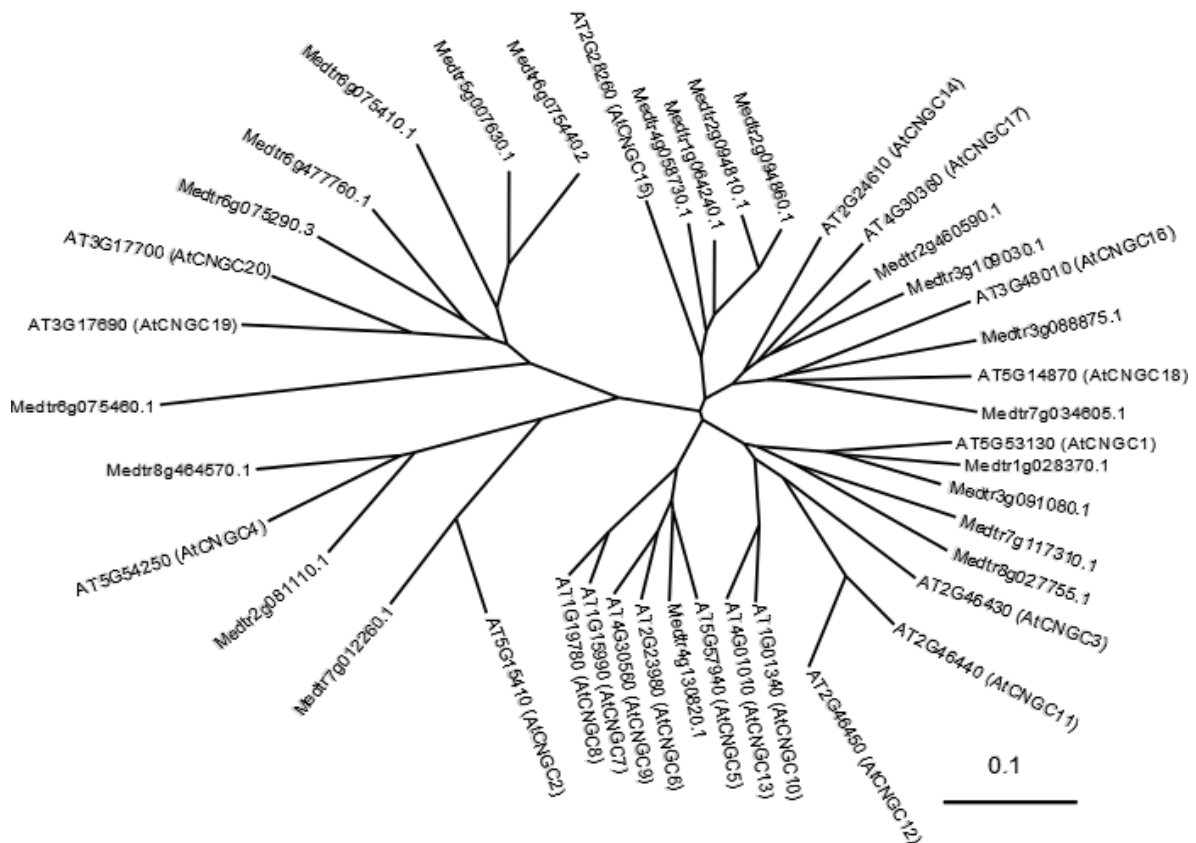 Medtr6g075410.1
Medtr5g007630.1
Medtr6g075440.2
AT2G28260 (AtCNGC15)
Medtr4g058730.1
Medtr1g064240.1
Medtr2g094810.1
Medtr2g094860.1
AT2G24610 (AtCNGC14)
AT4G30360 (AtCNGC17)
Medtr2g460590.1
Medtr3g109030.1
AT3G48010 (AtCNGC16)
Medtr3g088875.1
AT5G14870 (AtCNGC18)
Medtr7g034605.1
AT5G53130 (AtCNGC1)
Medtr1g028370.1
Medtr3g091080.1
Medtr7g117310.1
Medtr8g027755.1
AT2G46430 (AtCNGC3)
AT2G46440 (AtCNGC11)
AT2G46450 (AtCNGC12)
AT1G01340 (AtCNGC10)
AT4G01010 (AtCNGC13)
AT5G57940 (AtCNGC5)
Medtr4g130820.1
AT2G23980 (AtCNGC6)
AT4G30560 (AtCNGC9)
AT1G15990 (AtCNGC7)
AT1G19780 (AtCNGC8)
AT5G15410 (AtCNGC2)
Medtr7g012260.1
Medtr2g081110.1
AT5G54250 (AtCNGC4)
Medtr8g464570.1
Medtr6g075460.1
AT3G17690 (AtCNGC19)
AT3G17700 (AtCNGC20)
Medtr6g075290.3
Medtr6g477760.1
0.1